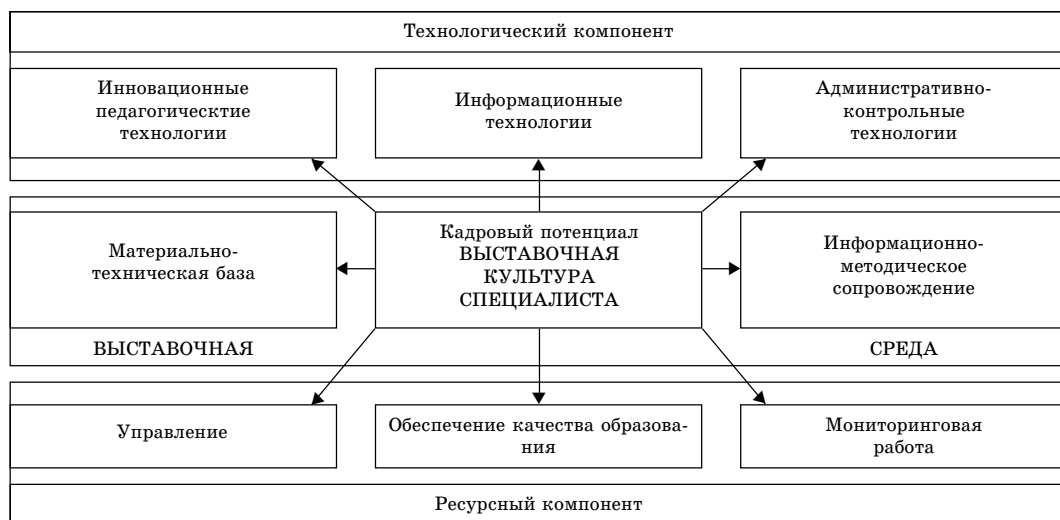 Технологический компонент
Инновационные
педагогическтие
технологии
Информационные
технологии
Административно-
контрольные
технологии
Материально-
техническая база
Кадровый потенциал
ВЫСТАВОЧНАЯ
КУЛЬТУРА
СПЕЦИАЛИСТА
Информационно-
методическое
сопровождение
ВЫСТАВОЧНАЯ
СРЕДА
Управление
Обеспечение качества образова-
ния
Мониторинговая
работа
Ресурсный компонент